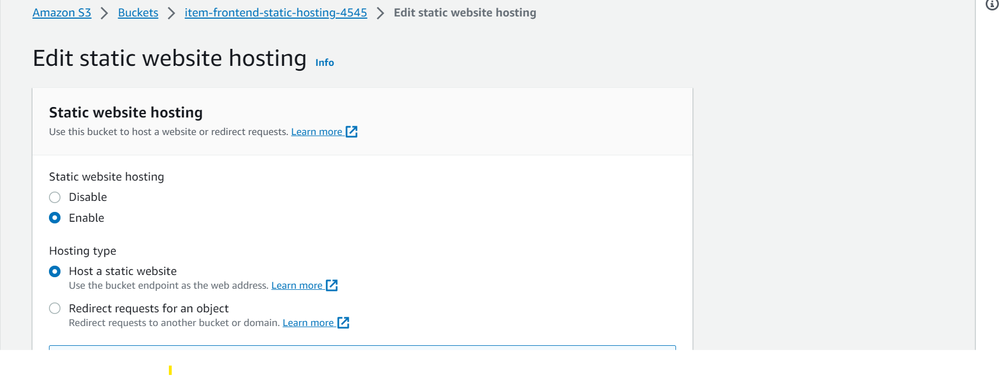 Amazon S3 > Buckets > item-frontend-static-hosting-4545 > Edit static website hosting
Edit static website hosting Info
Static website hosting
Use this bucket to host a website or redirect requests. Learn more
Static website hosting
Disable
Enable
Hosting type
Host a static website
Use the bucket endpoint as the web address. Learn more
Redirect requests for an object
Redirect requests to another bucket or domain. Learn more